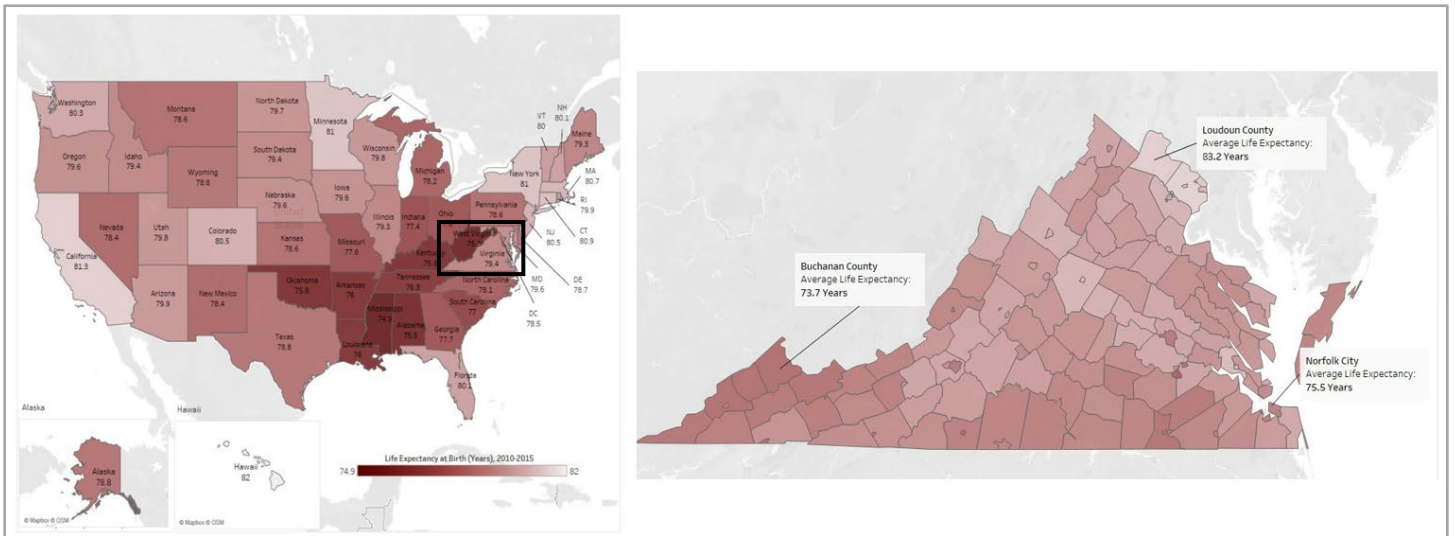 Washington
80.3
Montana
78.6
North Dakota
79.7
Minnesota
81
Wisconsin
79.8
VT
80
NH
80.1
Maine
79.3
Oregon
79.6
Idaho
79.4
South Dakota
79.4
Michigan
78.2
New York
81
MA
80.7
Wyoming
78.8
Nebraska
79.6
Iowa
79.6
Pennsylvania
78.6
RI
79.9
Nevada
78.4
Utah
79.8
Colorado
80.5
Kansas
78.6
Missouri
77.6
Illinois
79.3
Indiana
77.4
Ohio
West Virginia
Virginia
79.4
NJ
80.5
CT
80.9
California
81.3
Kentucky
DE
78.7
MD
79.6
DC
78.5
Arizona
79.9
New Mexico
78.4
Oklahoma
Arkansas
76
Tennessee
76.3
North Carolina
78.1
South Carolina
77
Texas
Mississippi
74.9
Alabama
75.5
Georgia
77.7
Louisiana
76
Florida
80.1
Alaska
Hawaii
Alaska
78.8
Hawaii
82
Life Expectancy at Birth (Years), 2010-2015
74.9
82
© Mapbox © OSM
© Mapbox © OSM
Loudoun County
Average Life Expectancy:
83.2 Years
Buchanan County
Average Life Expectancy:
73.7 Years
Norfolk City
Average Life Expectancy:
75.5 Years